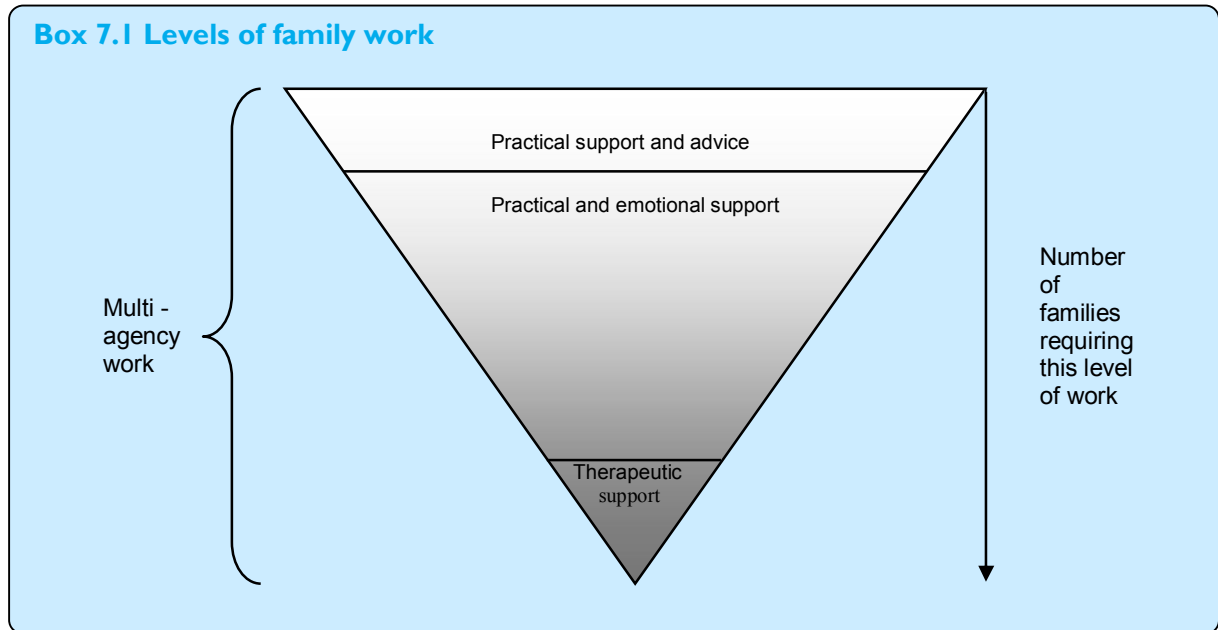 Box 7.1 Levels of family work
Practical support and advice
Practical and emotional support
Multi -
agency
work
Number
of
families
requiring
this level
of work
Therapeutic
support